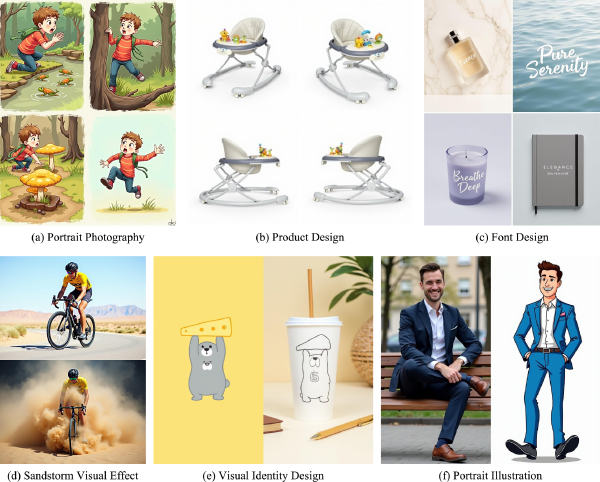 Pure
Serenity
Breathe
Deep
ELEGANCE
(a) Portrait Photography
(b) Product Design
(c) Font Design
(d) Sandstorm Visual Effect
(e) Visual Identity Design
(f) Portrait Illustration